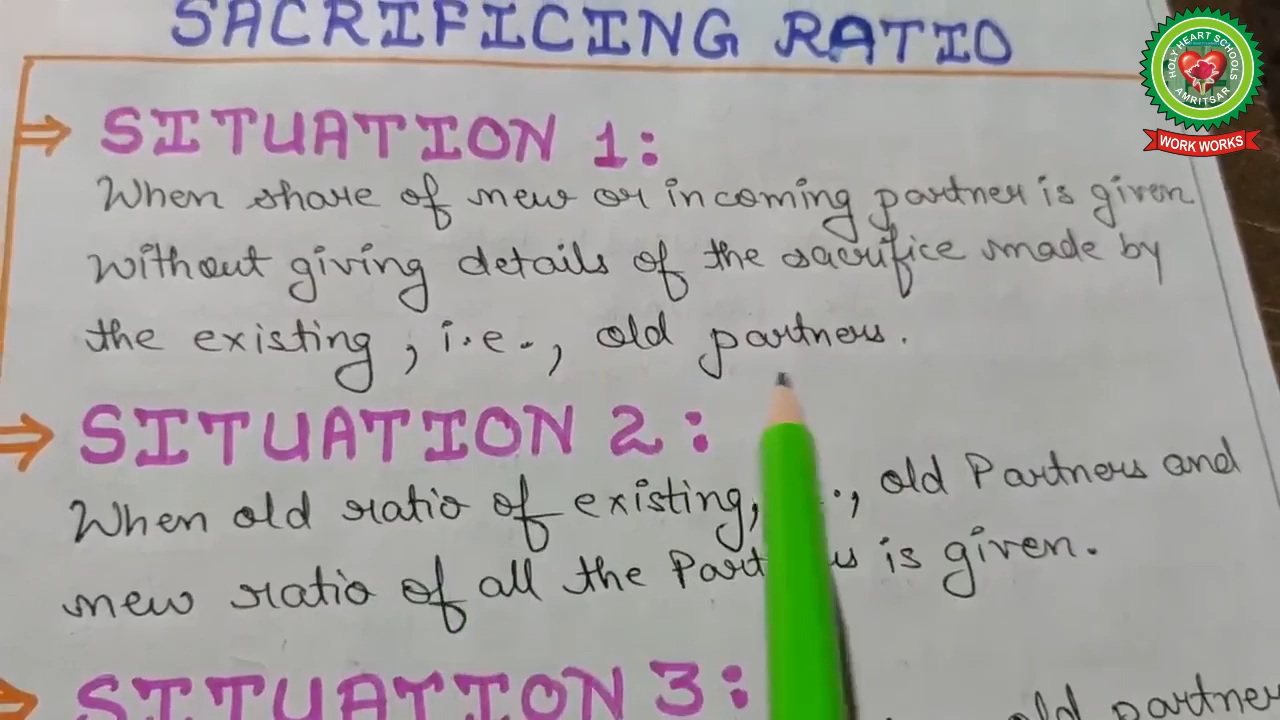 SACRIFICING RATIO
SITUATION 1:
When share of new or incoming partner is given
without giving details of the sacrifice made by
the existing, i.e., old partners.
SITUATION 2:
When old ratio of existing, ., old Partners and
new ratio of all the is given.
SITUATION 3:
old partner
HOLY HEART SCHOOLS
AMRITSAR
WORK WORKS